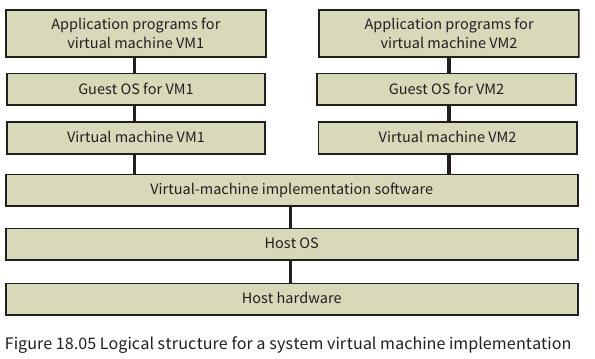 Application programs for
virtual machine VM1
Application programs for
virtual machine VM2
Guest OS for VM1
Guest OS for VM2
Virtual machine VM1
Virtual machine VM2
Virtual-machine implementation software
Host OS
Host hardware
Figure 18.05 Logical structure for a system virtual machine implementation